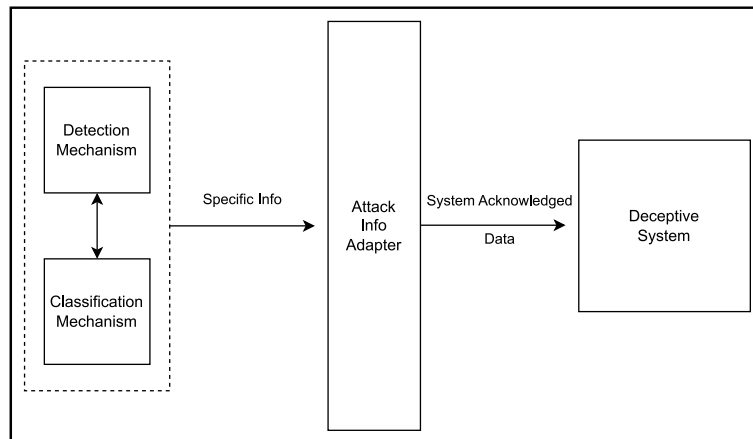 Detection
Mechanism
Classification
Mechanism
Specific Info
Attack
Info
Adapter
System Acknowledged
Data
Deceptive
System